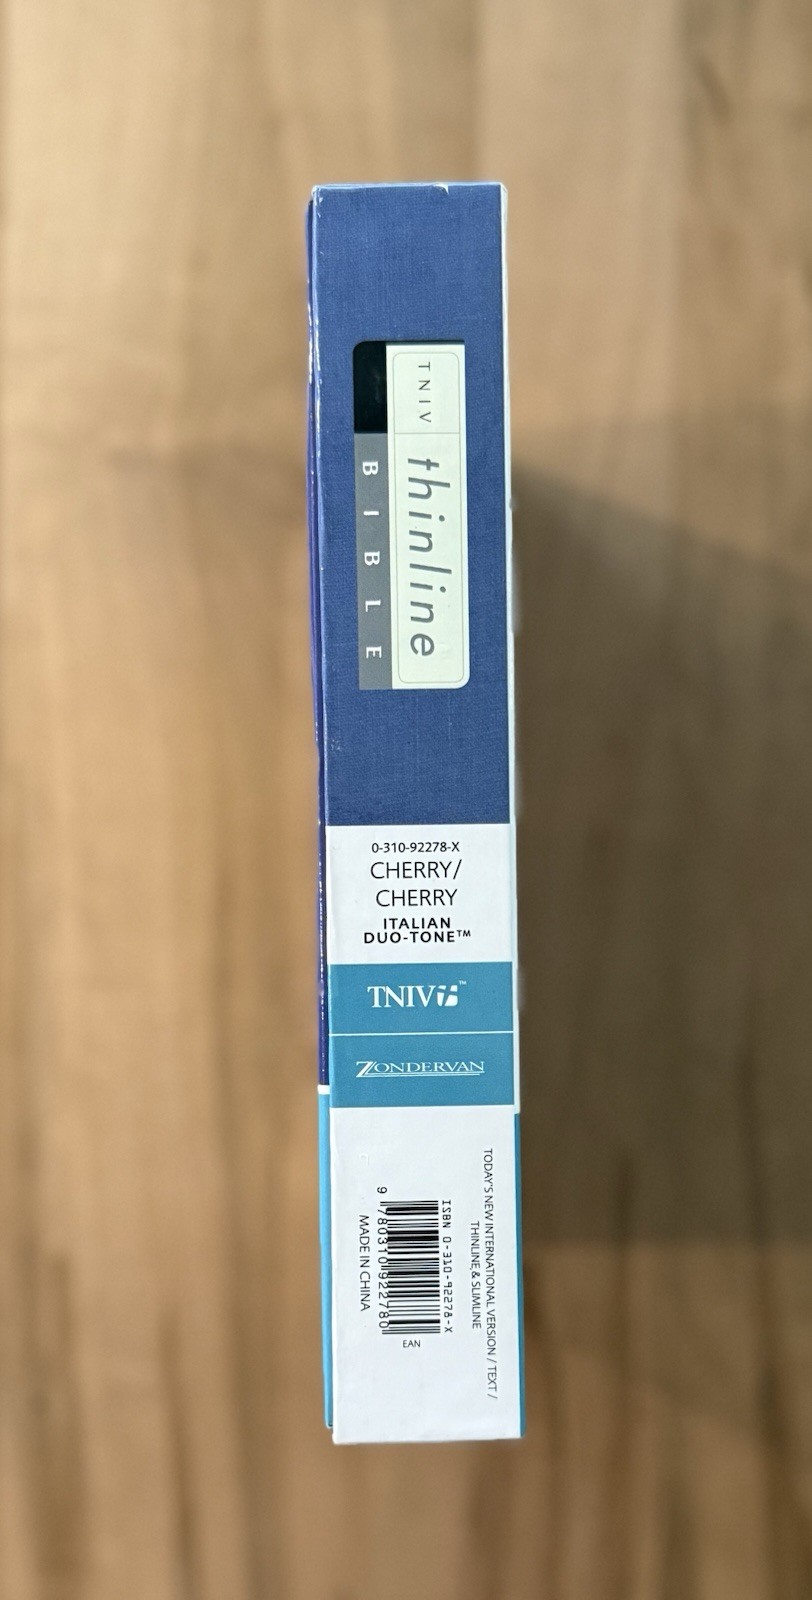 TNIV thinline
BIBLE
0-310-92278-X
CHERRY/
CHERRY
ITALIAN
DUO-TONE™
TNIV™
ZONDERVAN
TODAY'S NEW INTERNATIONAL VERSION / TEXT /
THINLINE & SLIMLINE
ISBN 0-310-92278-X
9 780310 922780
EAN
MADE IN CHINA